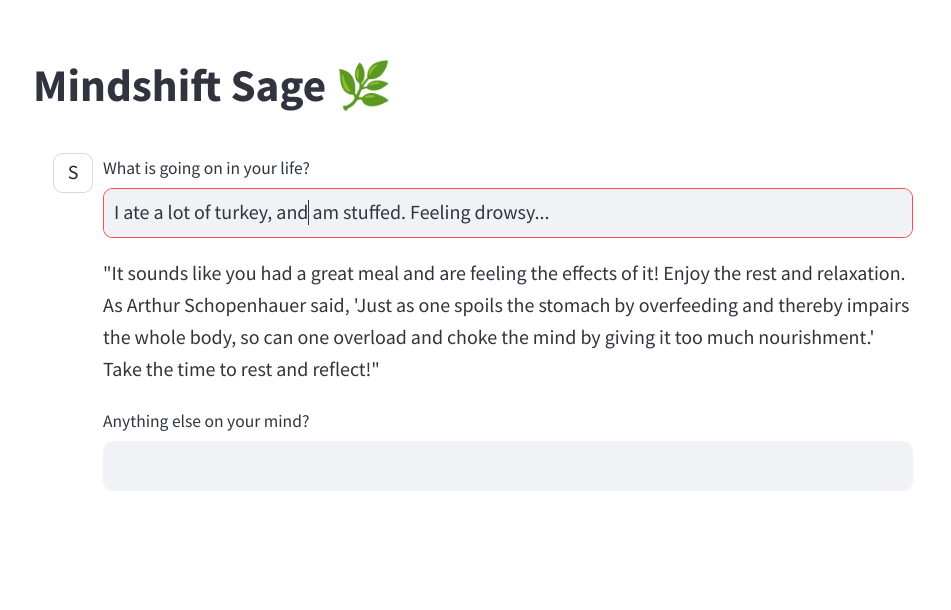 Mindshift Sage 🌿
S
What is going on in your life?
I ate a lot of turkey, and am stuffed. Feeling drowsy...
"It sounds like you had a great meal and are feeling the effects of it! Enjoy the rest and relaxation.
As Arthur Schopenhauer said, 'Just as one spoils the stomach by overfeeding and thereby impairs
the whole body, so can one overload and choke the mind by giving it too much nourishment.'
Take the time to rest and reflect!"
Anything else on your mind?